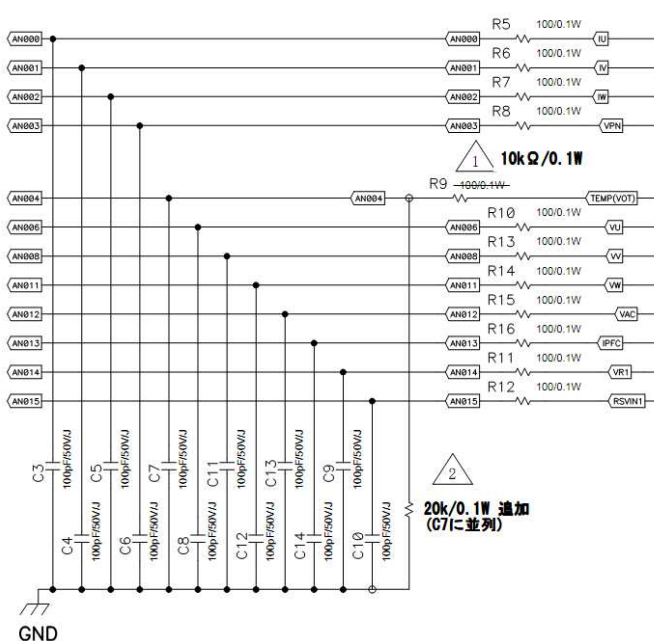 R5 100/0.1W
AN000 AN000 IU
R6 100/0.1W
AN001 AN001 IV
R7 100/0.1W
AN002 AN002 IW
R8 100/0.1W
AN003 AN003 VPN
1 10kΩ/0.1W
R9 100/0.1W
AN004 AN004 TEMP(VOT)
R10 100/0.1W
AN006 AN006 VU
R13 100/0.1W
AN008 AN008 VV
R14 100/0.1W
AN011 AN011 VW
R15 100/0.1W
AN012 AN012 VAC
R16 100/0.1W
AN013 AN013 IPFC
R11 100/0.1W
AN014 AN014 VR1
R12 100/0.1W
AN015 AN015 RSVIN1
C3 100pF/50V/J
C5 100pF/50V/J
C7 100pF/50V/J
C11 100pF/50V/J
C13 100pF/50V/J
C9 100pF/50V/J
2
20k/0.1W 追加
(C7に並列)
C4 100pF/50V/J
C6 100pF/50V/J
C8 100pF/50V/J
C12 100pF/50V/J
C14 100pF/50V/J
C10 100pF/50V/J
GND